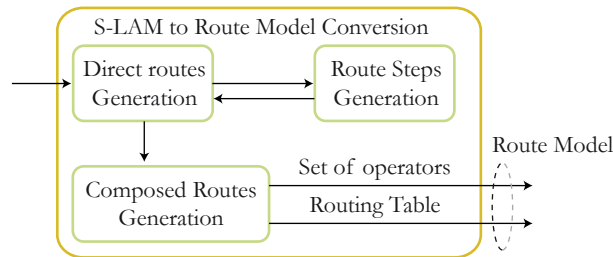 S-LAM to Route Model Conversion
Direct routes
Generation
Route Steps
Generation
Route Model
Set of operators
Composed Routes
Generation
Routing Table